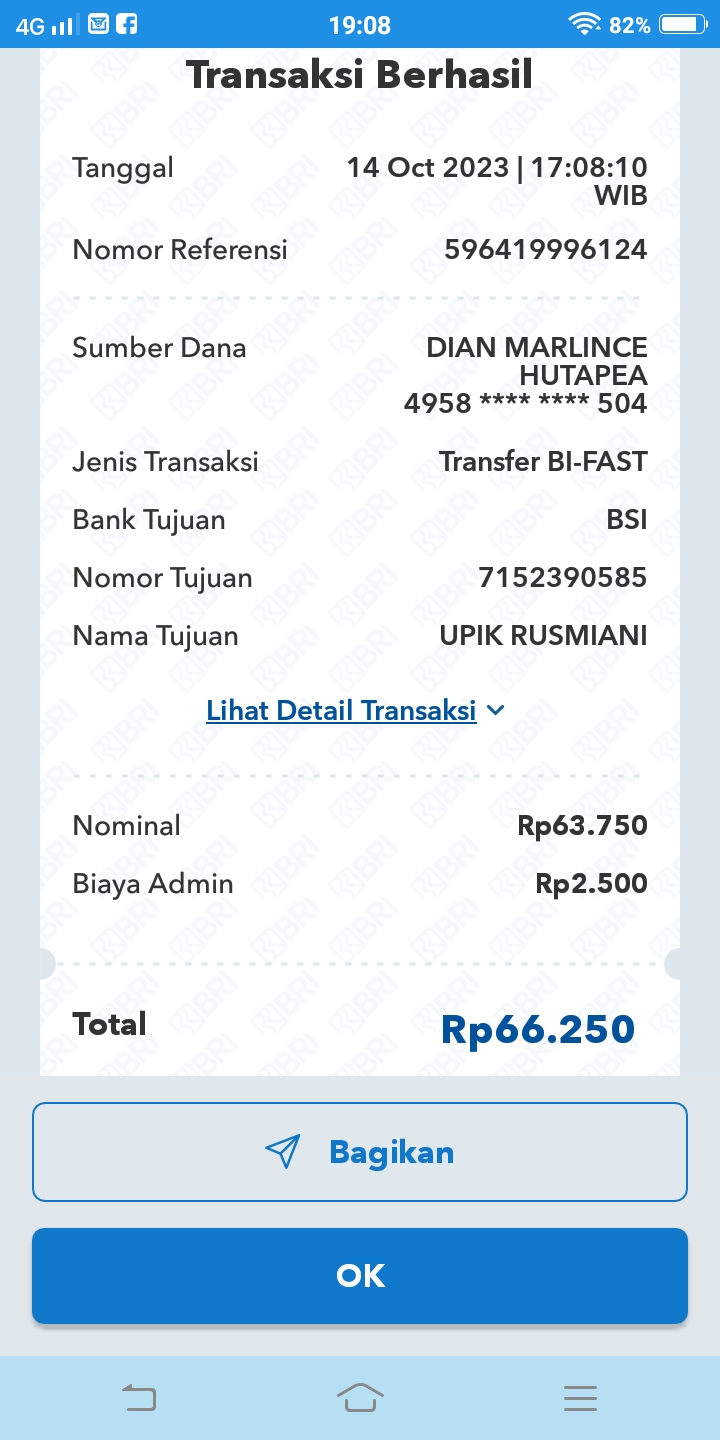 4G 19:08 82%
Transaksi Berhasil
Tanggal 14 Oct 2023 | 17:08:10
WIB
Nomor Referensi 596419996124
Sumber Dana DIAN MARLINCE
HUTAPEA
4958 **** **** 504
Jenis Transaksi Transfer BI-FAST
Bank Tujuan BSI
Nomor Tujuan 7152390585
Nama Tujuan UPIK RUSMIANI
Lihat Detail Transaksi
Nominal Rp63.750
Biaya Admin Rp2.500
Total Rp66.250
Bagikan
OK